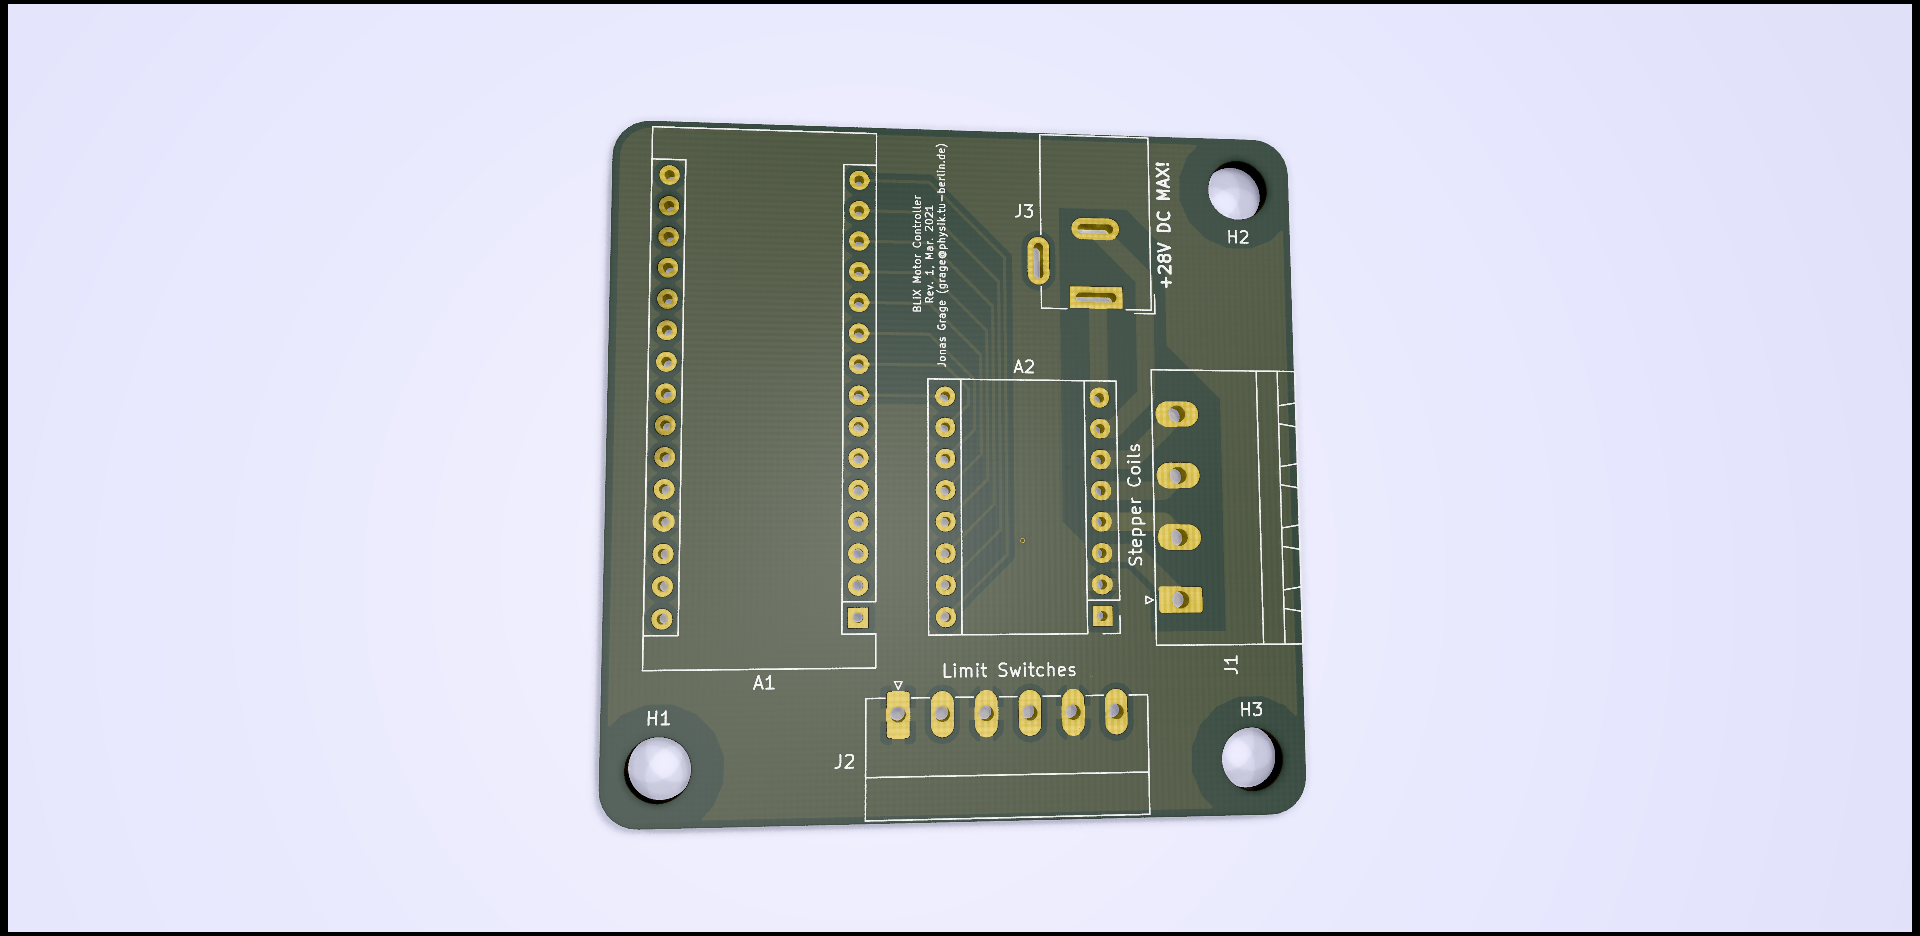 BLiX Motor Controller
Rev. 1, Mar. 2021
Jonas Grage (grage@physik.tu-berlin.de)
J3
+28V DC MAX!
H2
A2
Stepper Coils
J1
Limit Switches
A1
H1
H3
J2